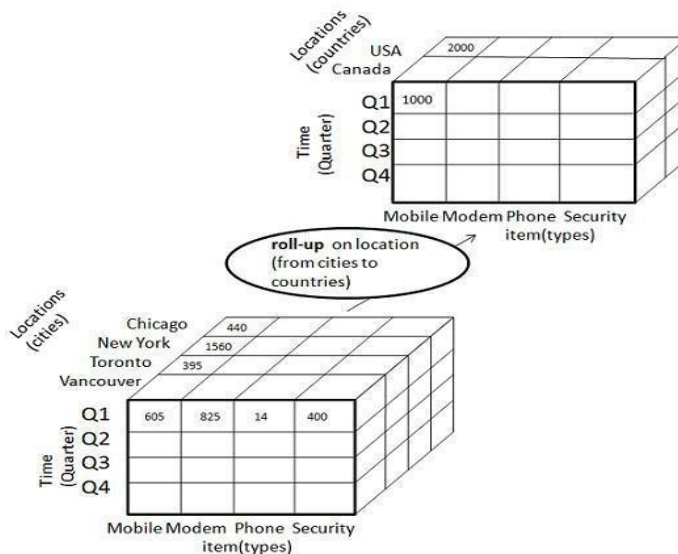 Locations
(countries)
USA
Canada
2000
Q1
Q2
Q3
Q4
1000
Time
(Quarter)
Mobile Modem Phone Security
item(types)
roll-up on location
(from cities to
countries)
Locations
(cities)
Chicago
New York
Toronto
Vancouver
440
1560
395
Q1
Q2
Q3
Q4
605 825 14 400
Time
(Quarter)
Mobile Modem Phone Security
item(types)